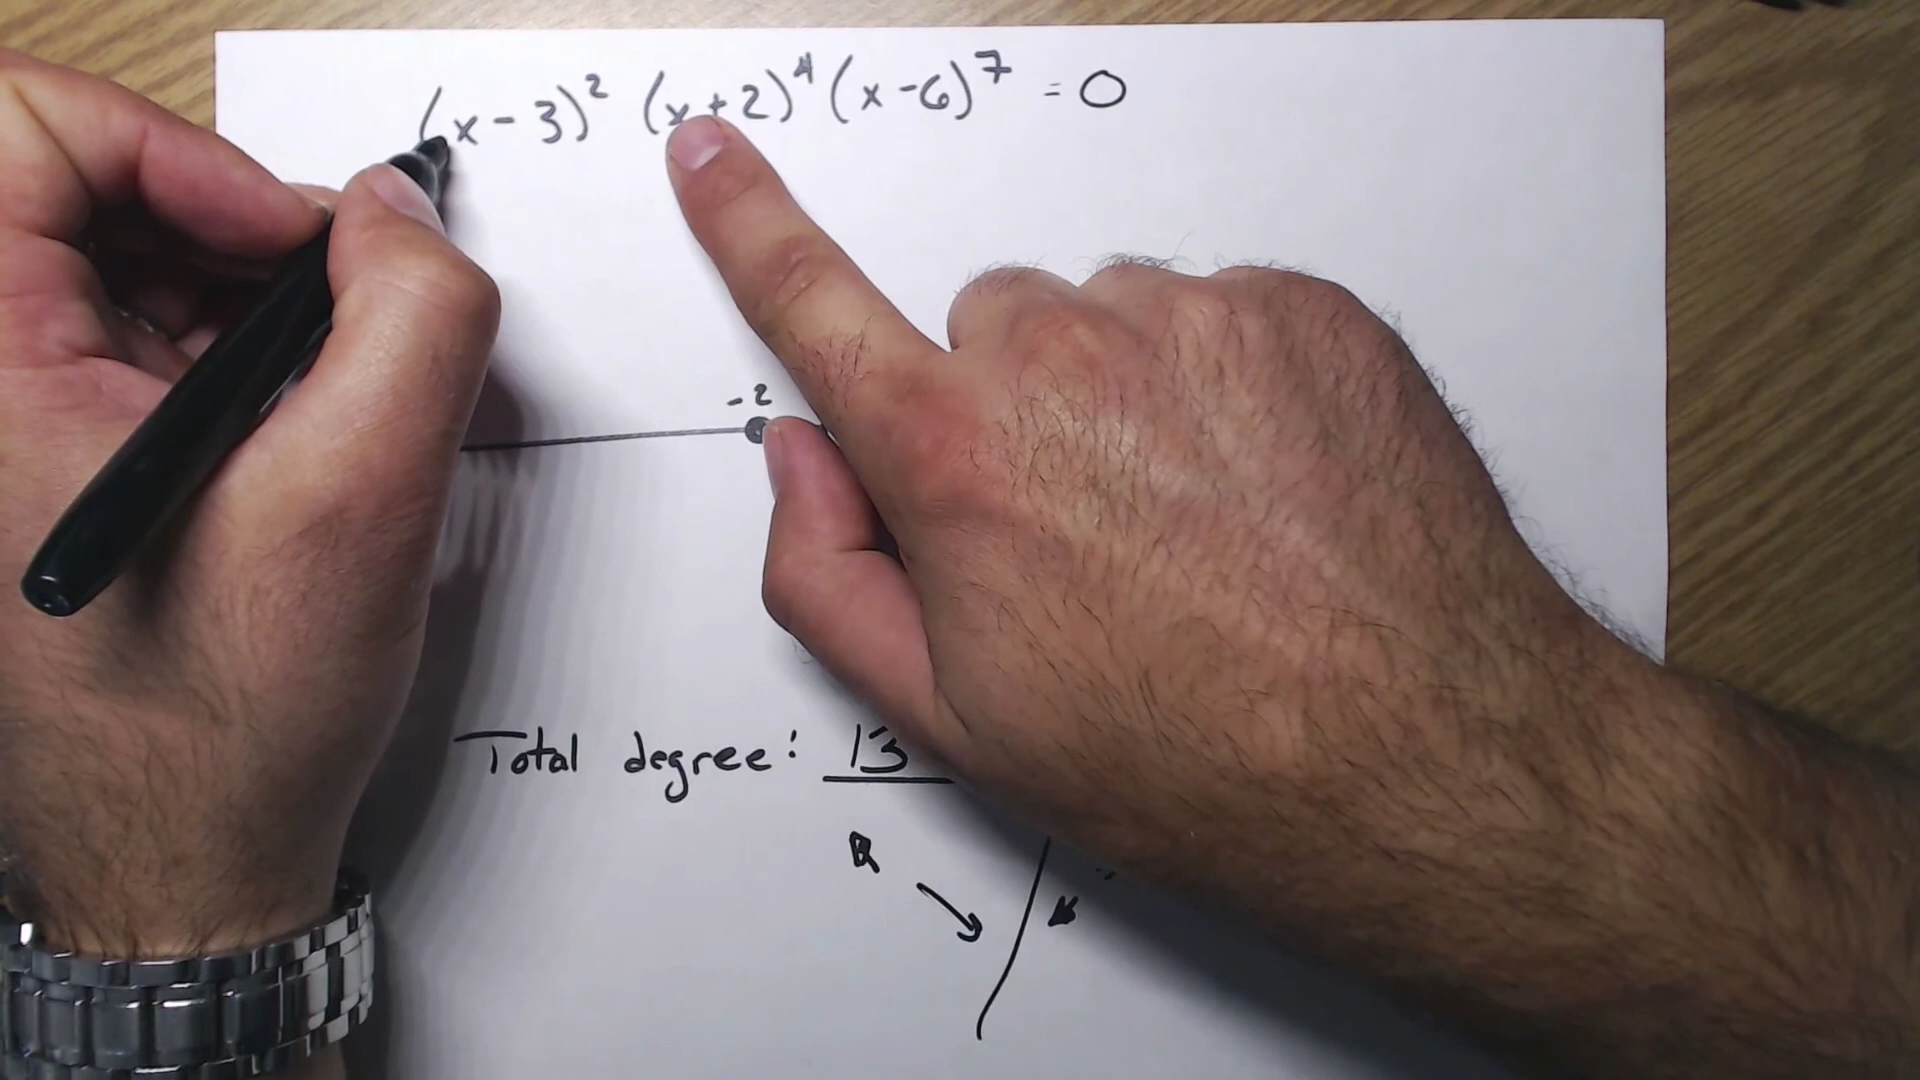 (x-3)² (x+2)⁴ (x-6)⁷ = 0
-2
Total degree: 13